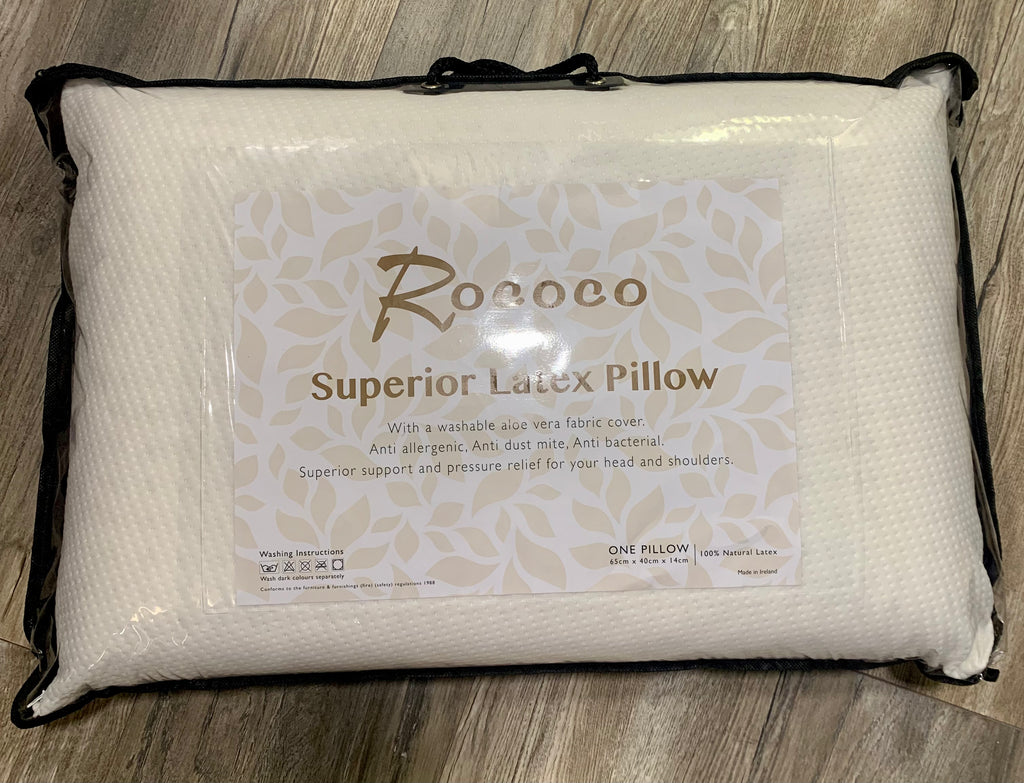 Rococo
Superior Latex Pillow
With a washable aloe vera fabric cover.
Anti allergenic, Anti dust mite, Anti bacterial.
Superior support and pressure relief for your head and shoulders.
Washing Instructions
Wash dark colours separately
Conforms to the furniture & furnishings (fire) (safety) regulations 1988
ONE PILLOW
65cm x 40cm x 14cm
100% Natural Latex
Made in Ireland